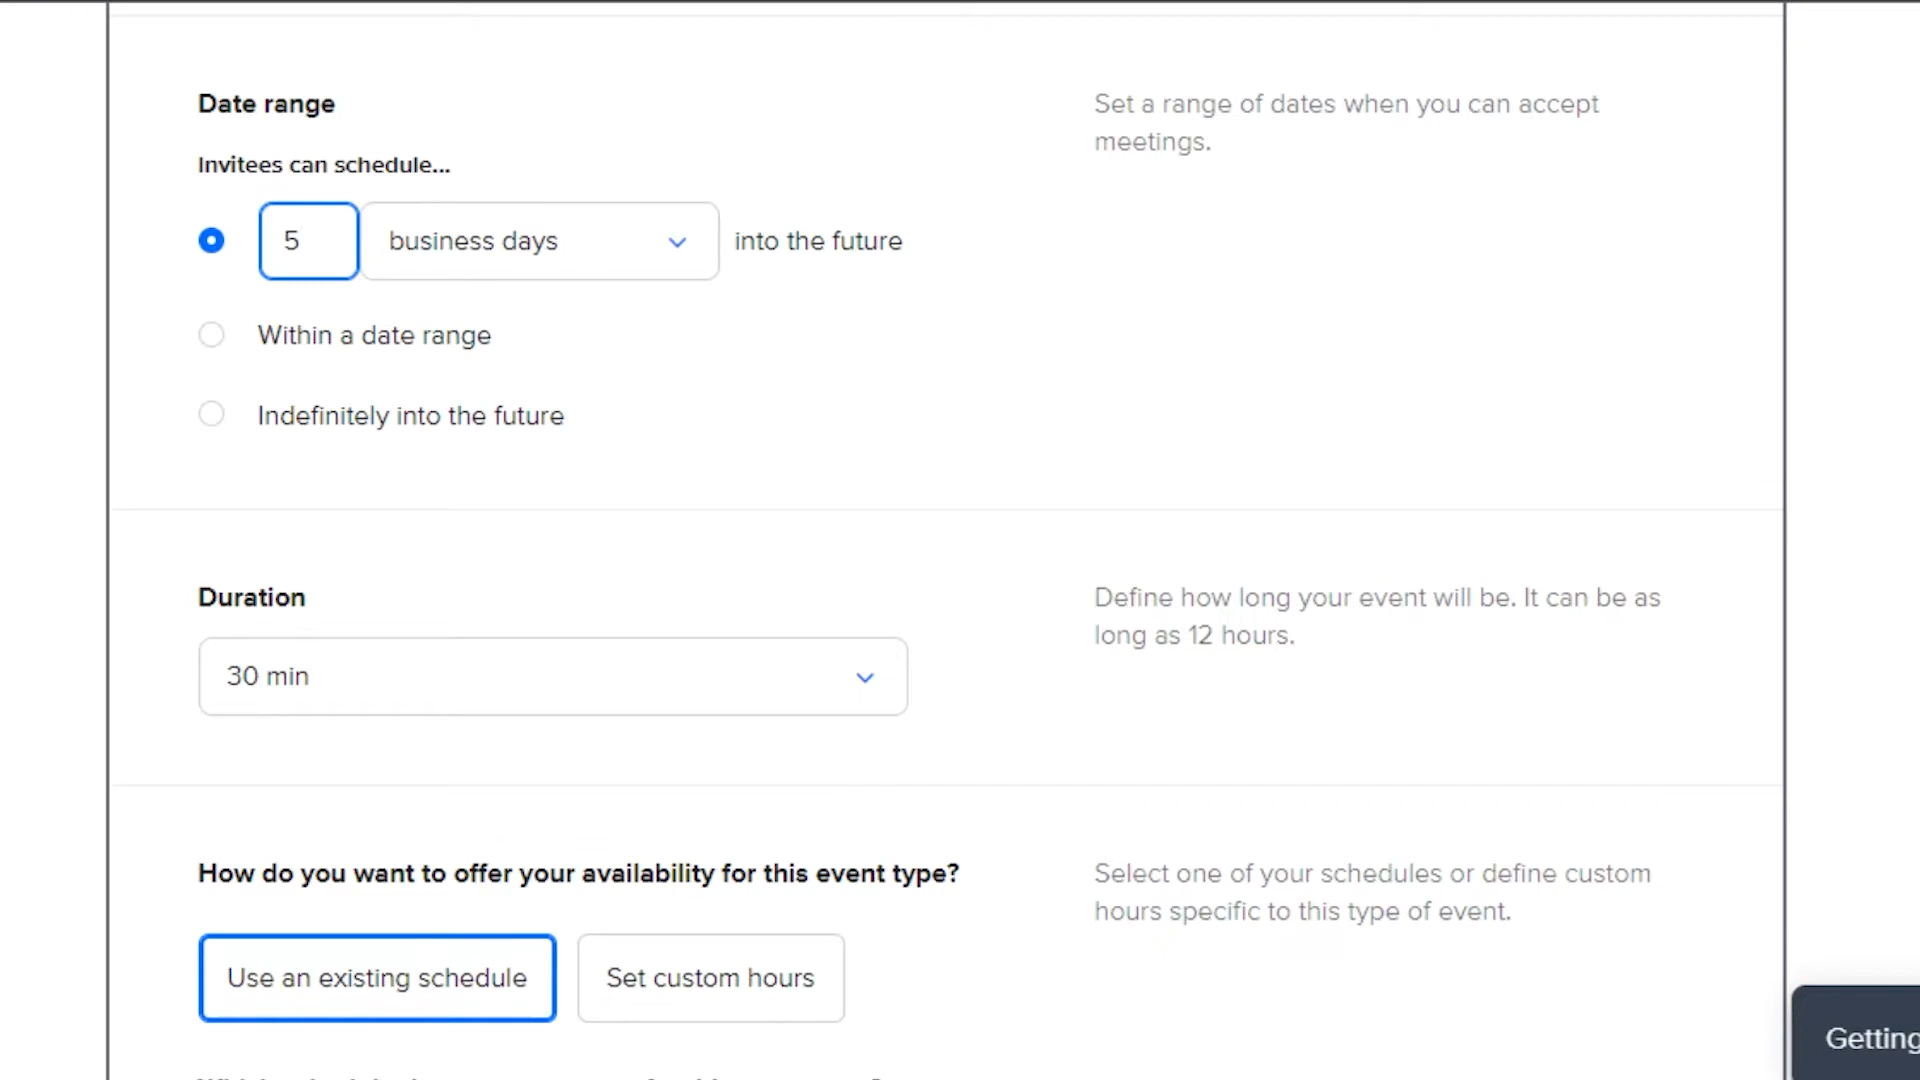 Date range
Set a range of dates when you can accept
meetings.
Invitees can schedule...
5 business days into the future
Within a date range
Indefinitely into the future
Duration
Define how long your event will be. It can be as
long as 12 hours.
30 min
How do you want to offer your availability for this event type?
Select one of your schedules or define custom
hours specific to this type of event.
Use an existing schedule
Set custom hours
Getting